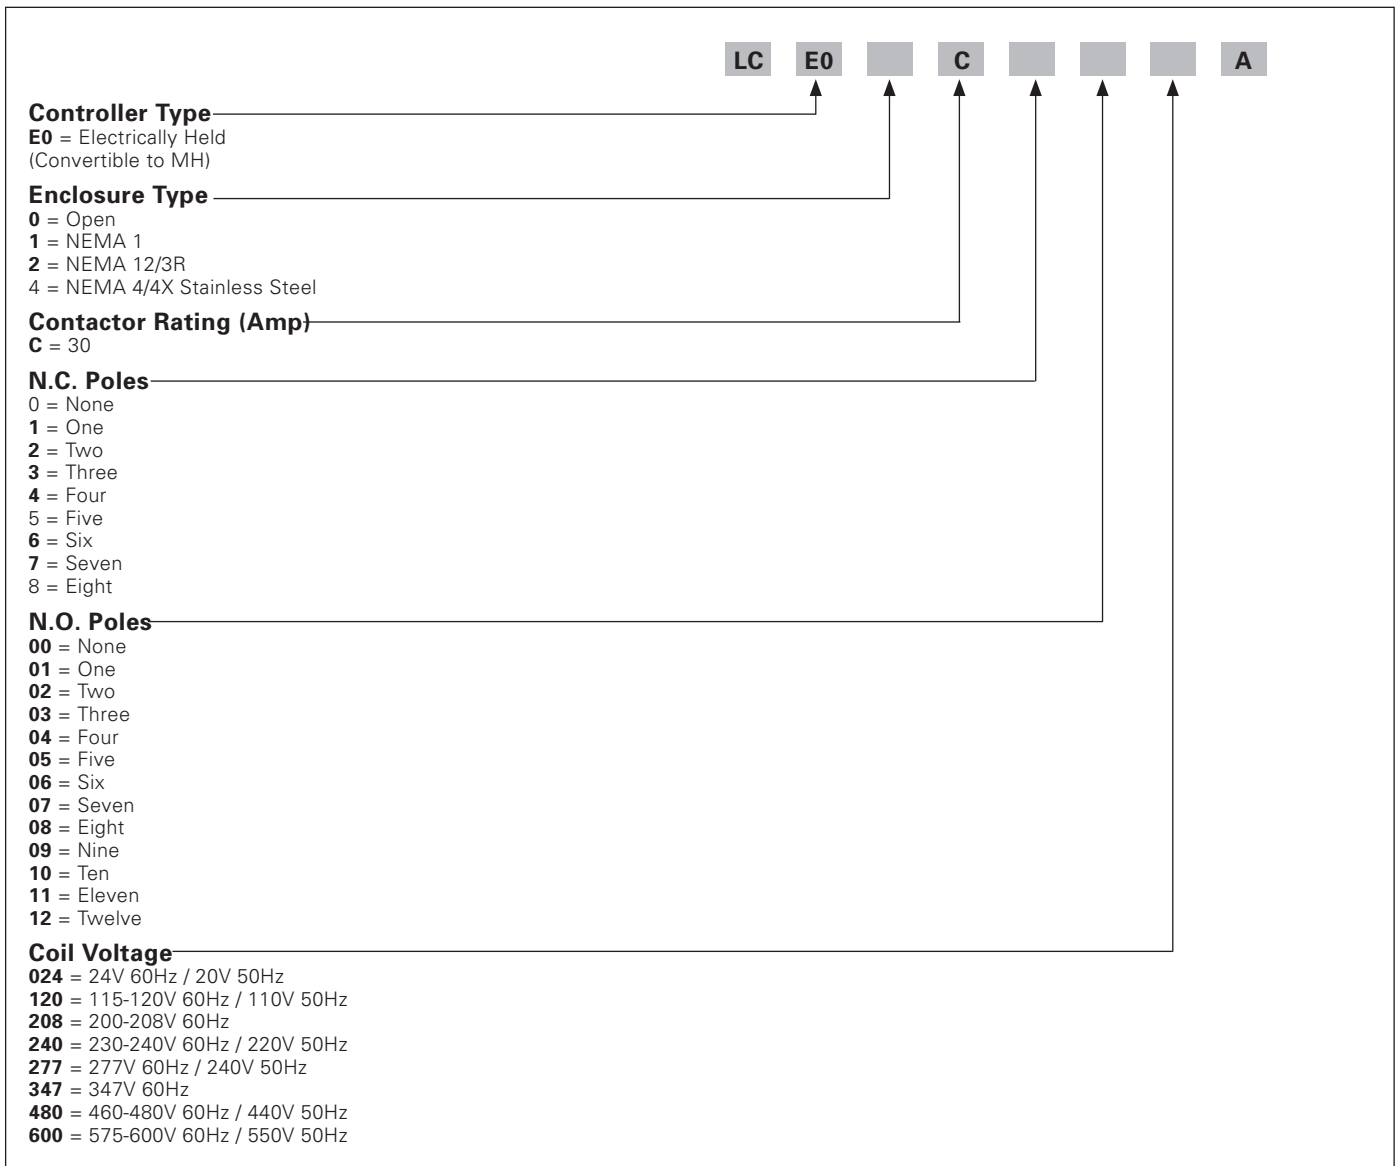 LC E0 C A
Controller Type
E0 = Electrically Held
(Convertible to MH)
Enclosure Type
0 = Open
1 = NEMA 1
2 = NEMA 12/3R
4 = NEMA 4/4X Stainless Steel
Contactor Rating (Amp)
C = 30
N.C. Poles
0 = None
1 = One
2 = Two
3 = Three
4 = Four
5 = Five
6 = Six
7 = Seven
8 = Eight
N.O. Poles
00 = None
01 = One
02 = Two
03 = Three
04 = Four
05 = Five
06 = Six
07 = Seven
08 = Eight
09 = Nine
10 = Ten
11 = Eleven
12 = Twelve
Coil Voltage
024 = 24V 60Hz / 20V 50Hz
120 = 115-120V 60Hz / 110V 50Hz
208 = 200-208V 60Hz
240 = 230-240V 60Hz / 220V 50Hz
277 = 277V 60Hz / 240V 50Hz
347 = 347V 60Hz
480 = 460-480V 60Hz / 440V 50Hz
600 = 575-600V 60Hz / 550V 50Hz